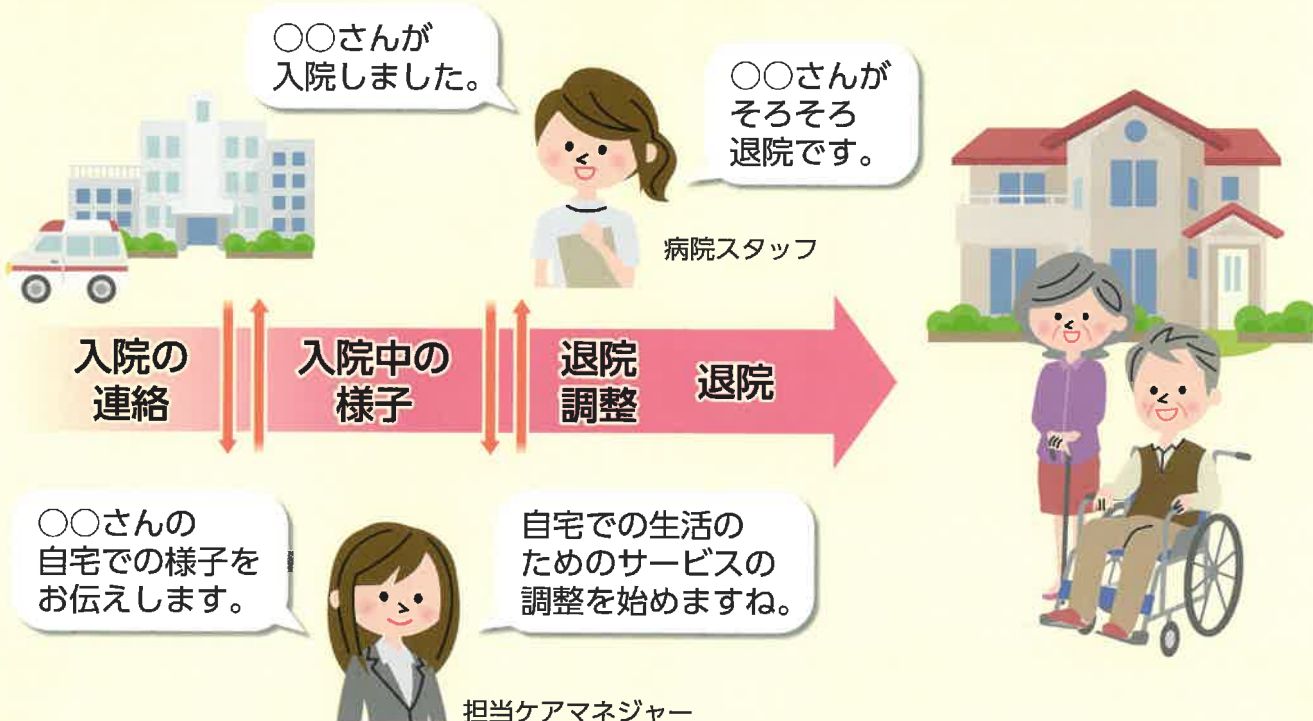 ○○さんが
入院しました。
○○さんが
そろそろ
退院です。
病院スタッフ
入院の
連絡
入院中の
様子
退院
調整
退院
○○さんの
自宅での様子を
お伝えします。
自宅での生活の
ためのサービスの
調整を始めますね。
担当ケアマネジャー